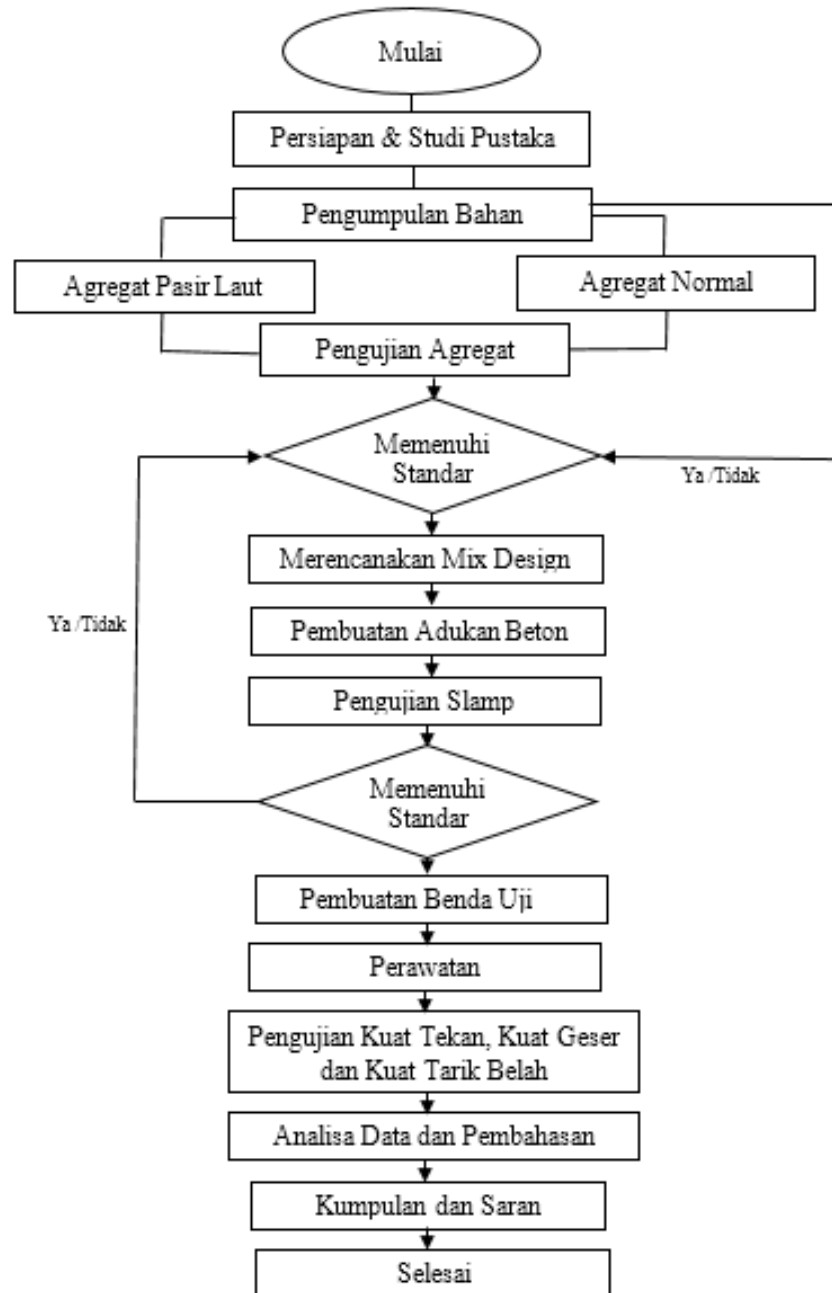 Mulai
Persiapan & Studi Pustaka
Pengumpulan Bahan
Agregat Pasir Laut
Agregat Normal
Pengujian Agregat
Memenuhi
Standar
Ya /Tidak
Merencanakan Mix Design
Ya /Tidak
Pembuatan Adukan Beton
Pengujian Slamp
Memenuhi
Standar
Pembuatan Benda Uji
Perawatan
Pengujian Kuat Tekan, Kuat Geser
dan Kuat Tarik Belah
Analisa Data dan Pembahasan
Kumpulan dan Saran
Selesai